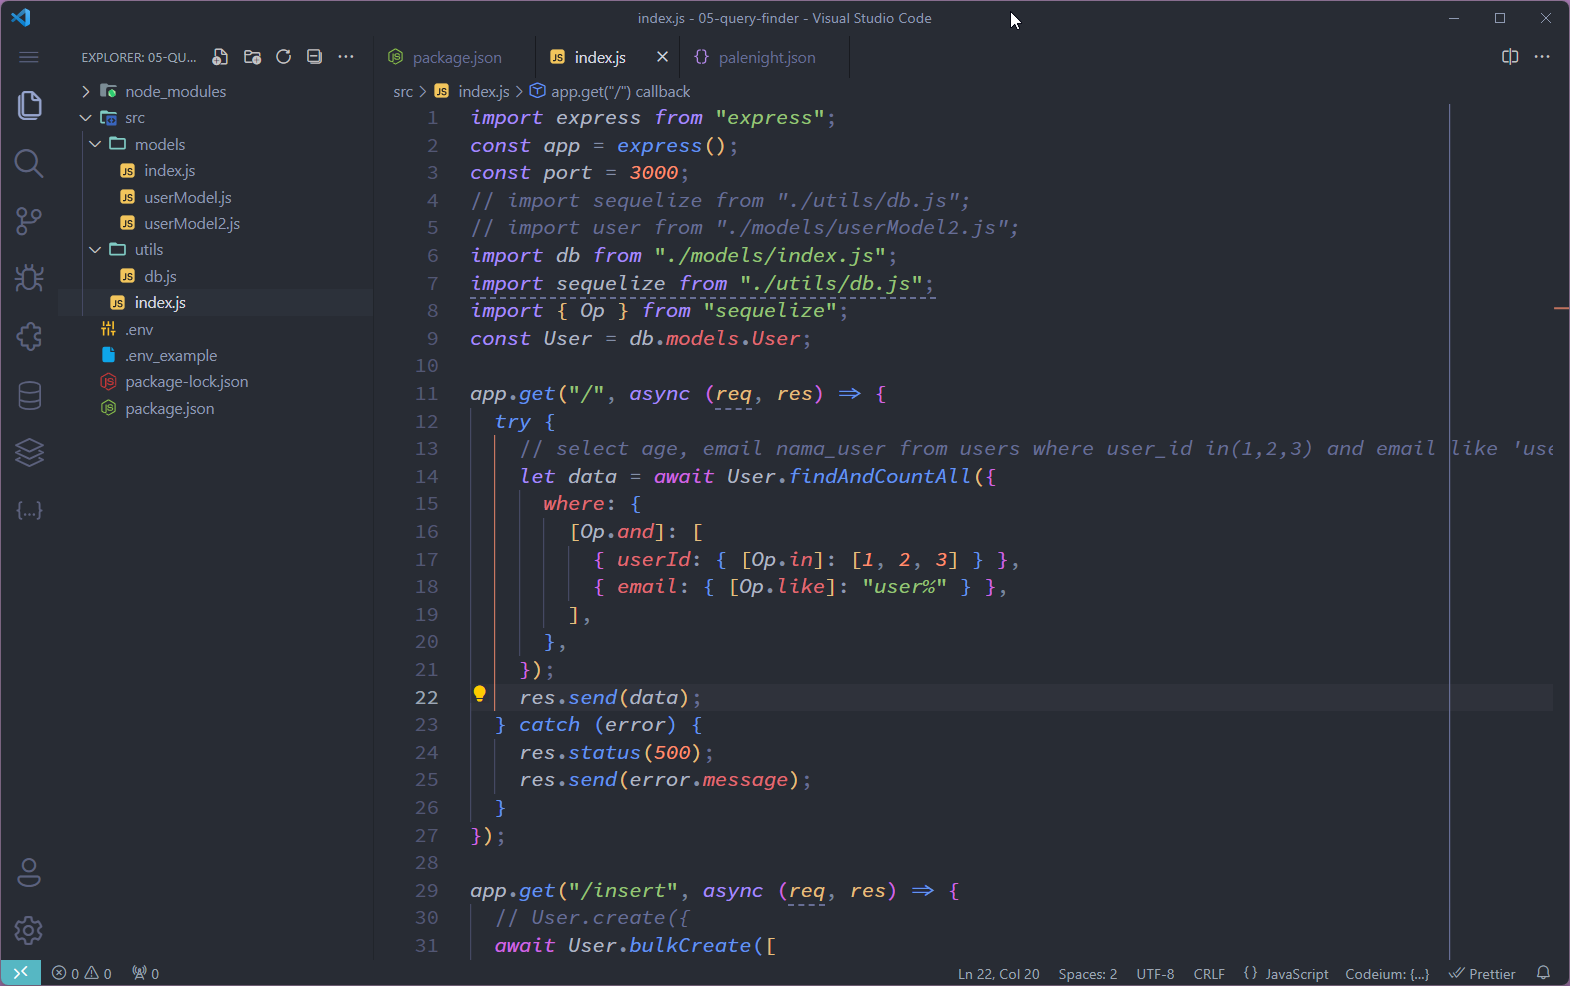 index.js - 05-query-finder - Visual Studio Code
EXPLORER: 05-QU...
package.json
index.js
palenight.json
src > index.js > app.get("/") callback
node_modules
src
models
index.js
userModel.js
userModel2.js
utils
db.js
index.js
.env
.env_example
package-lock.json
package.json
1 import express from "express";
2 const app = express();
3 const port = 3000;
4 // import sequelize from "./utils/db.js";
5 // import user from "./models/userModel2.js";
6 import db from "./models/index.js";
7 import sequelize from "./utils/db.js";
8 import { Op } from "sequelize";
9 const User = db.models.User;
10
11 app.get("/", async (req, res) => {
12 try {
13 // select age, email nama_user from users where user_id in(1,2,3) and email like 'use
14 let data = await User.findAndCountAll({
15 where: {
16 [Op.and]: [
17 { userId: { [Op.in]: [1, 2, 3] } },
18 { email: { [Op.like]: "user%" } },
19 ],
20 },
21 });
22 res.send(data);
23 } catch (error) {
24 res.status(500);
25 res.send(error.message);
26 }
27 });
28
29 app.get("/insert", async (req, res) => {
30 // User.create({
31 await User.bulkCreate([
0 0 0
Ln 22, Col 20 Spaces: 2 UTF-8 CRLF {} JavaScript Codeium: {...} Prettier